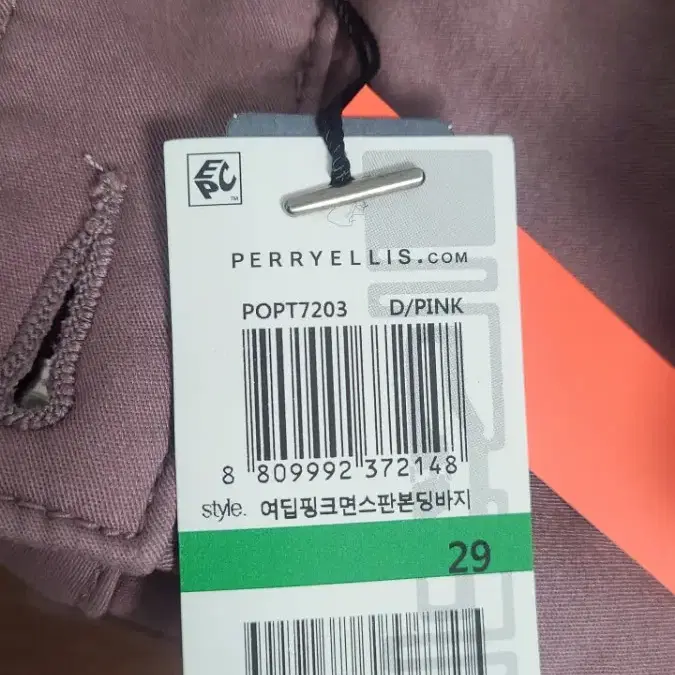 EPC™
PERRYELLIS.COM
POPT7203 D/PINK
8 809992 372148
style. 여딥핑크면스판본딩바지
29